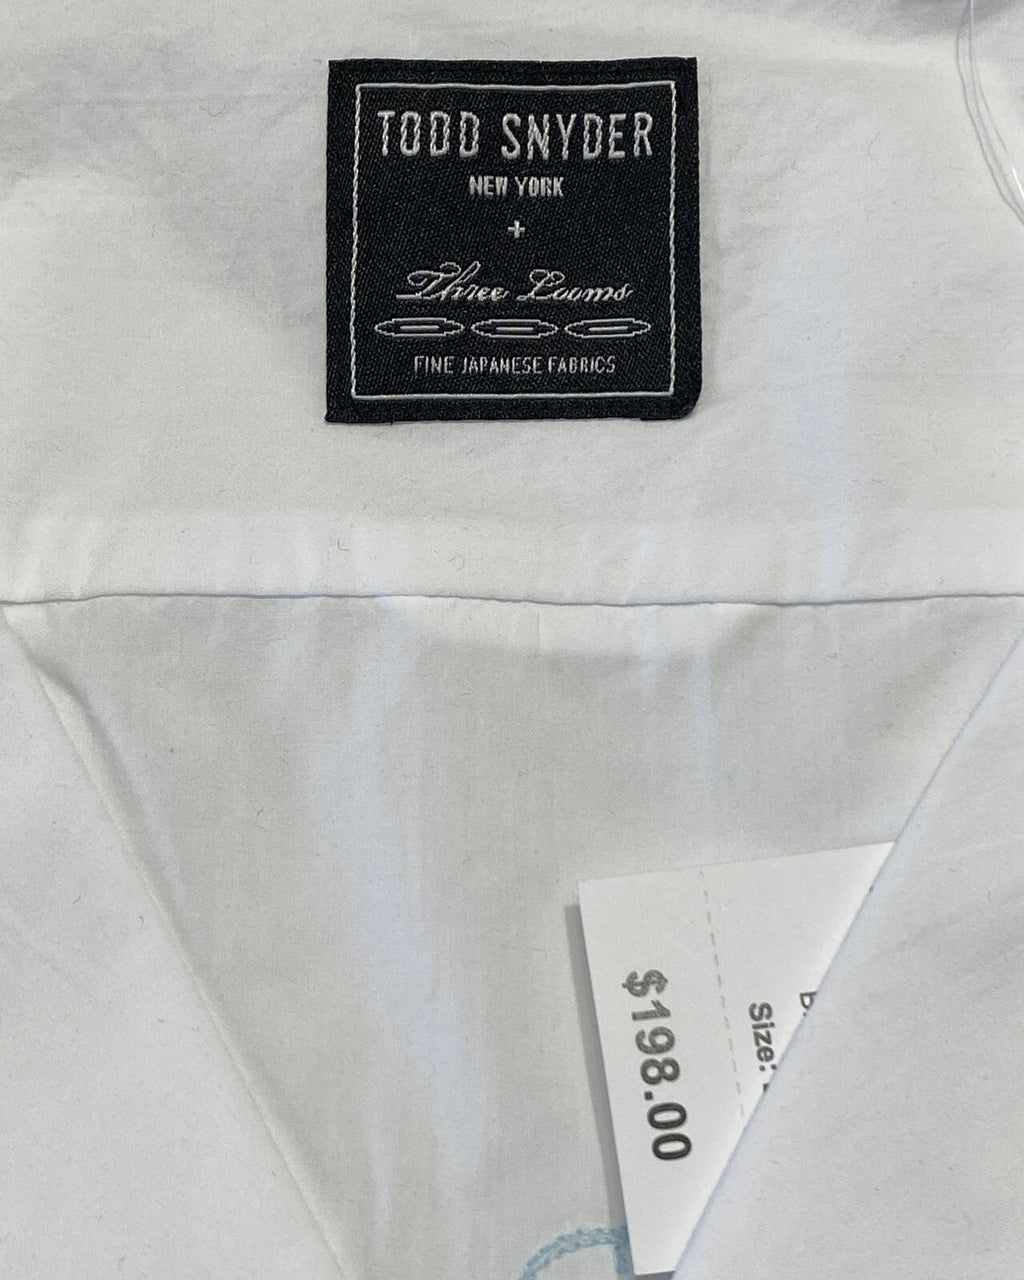 TODD SNYDER
NEW YORK
+
Three Looms
FINE JAPANESE FABRICS
$198.00
Size: